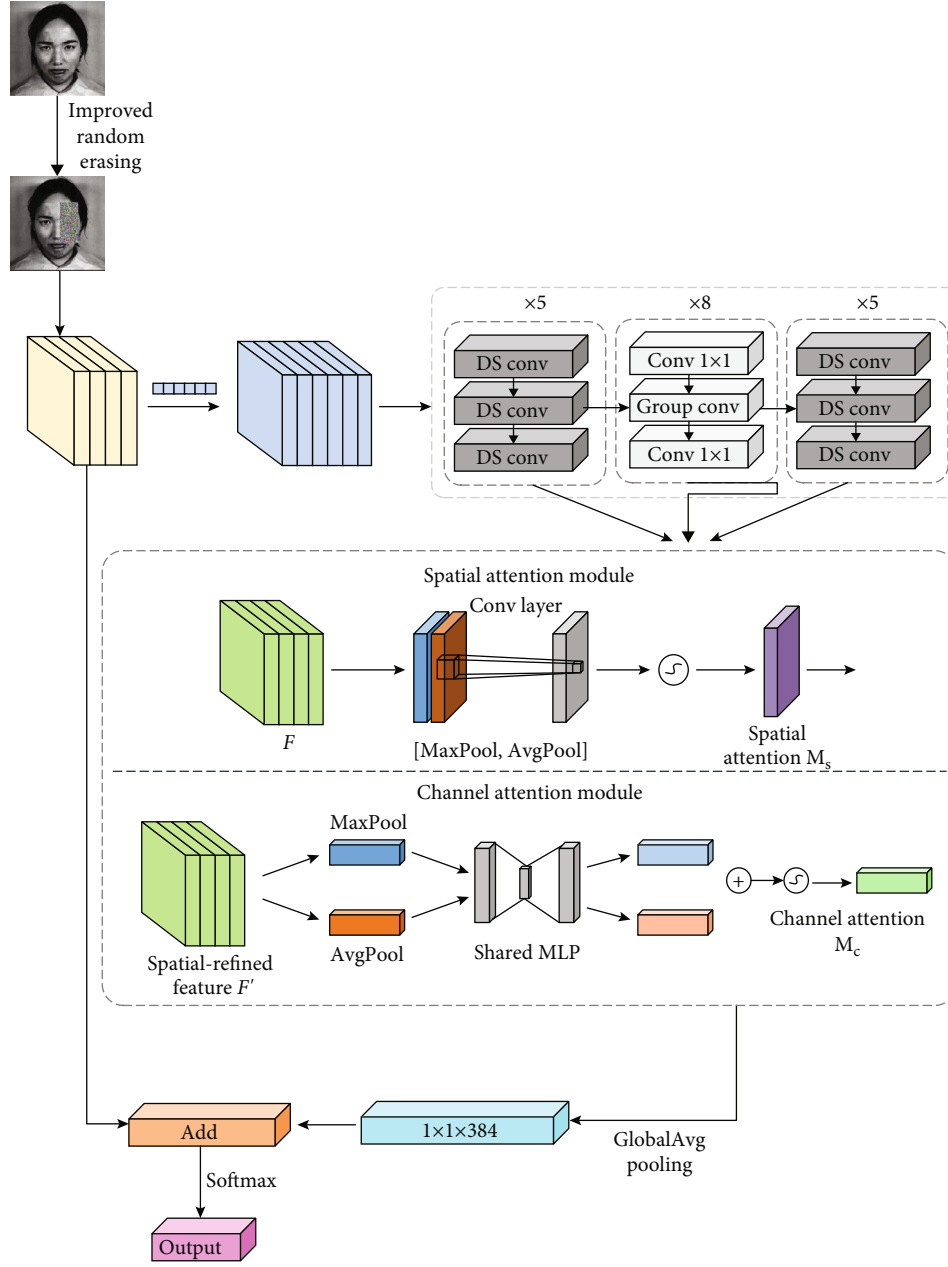 Improved
random
erasing
×5
×8
×5
DS conv
DS conv
DS conv
Conv 1×1
Group conv
Conv 1×1
DS conv
DS conv
DS conv
Spatial attention module
Conv layer
F
[MaxPool, AvgPool]
Spatial
attention Mₛ
Channel attention module
MaxPool
AvgPool
Spatial-refined
feature F'
Shared MLP
+
Channel attention
M_c
Add
1×1×384
GlobalAvg
pooling
Softmax
Output